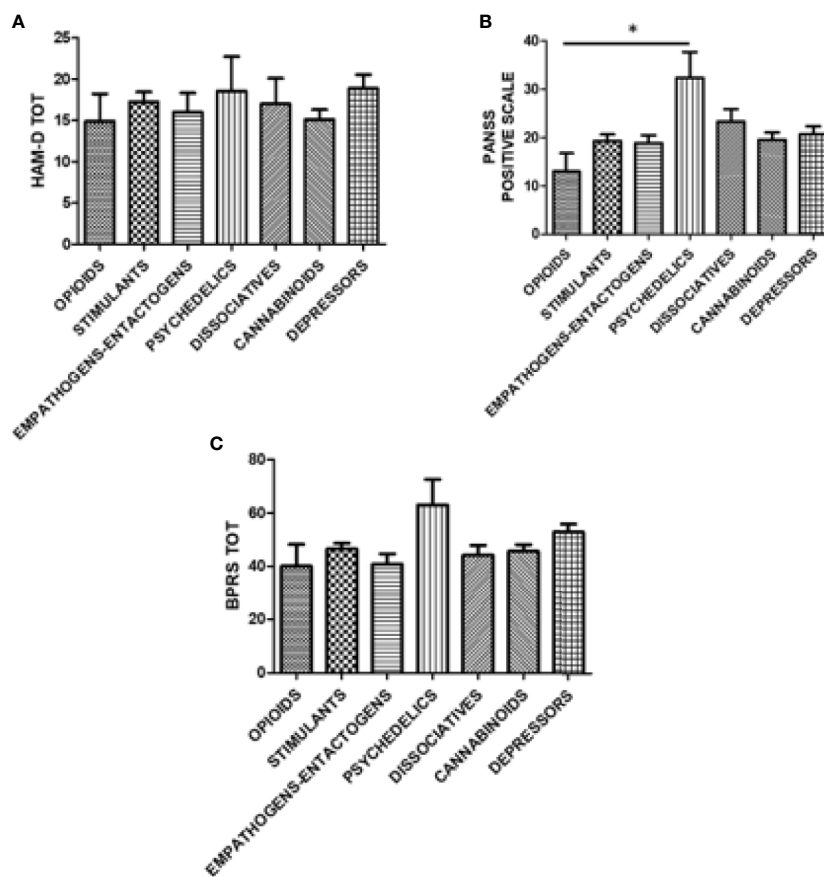 A
HAM-D TOT
25
20
15
10
5
0
OPIOIDS
STIMULANTS
EMPATHOGENS-ENTACTOGENS
PSYCHEDELICS
DISSOCIATIVES
CANNABINOIDS
DEPRESSORS
B
*
PANSS
POSITIVE SCALE
40
30
20
10
0
OPIOIDS
STIMULANTS
EMPATHOGENS-ENTACTOGENS
PSYCHEDELICS
DISSOCIATIVES
CANNABINOIDS
DEPRESSORS
C
BPRS TOT
80
60
40
20
0
OPIOIDS
STIMULANTS
EMPATHOGENS-ENTACTOGENS
PSYCHEDELICS
DISSOCIATIVES
CANNABINOIDS
DEPRESSORS